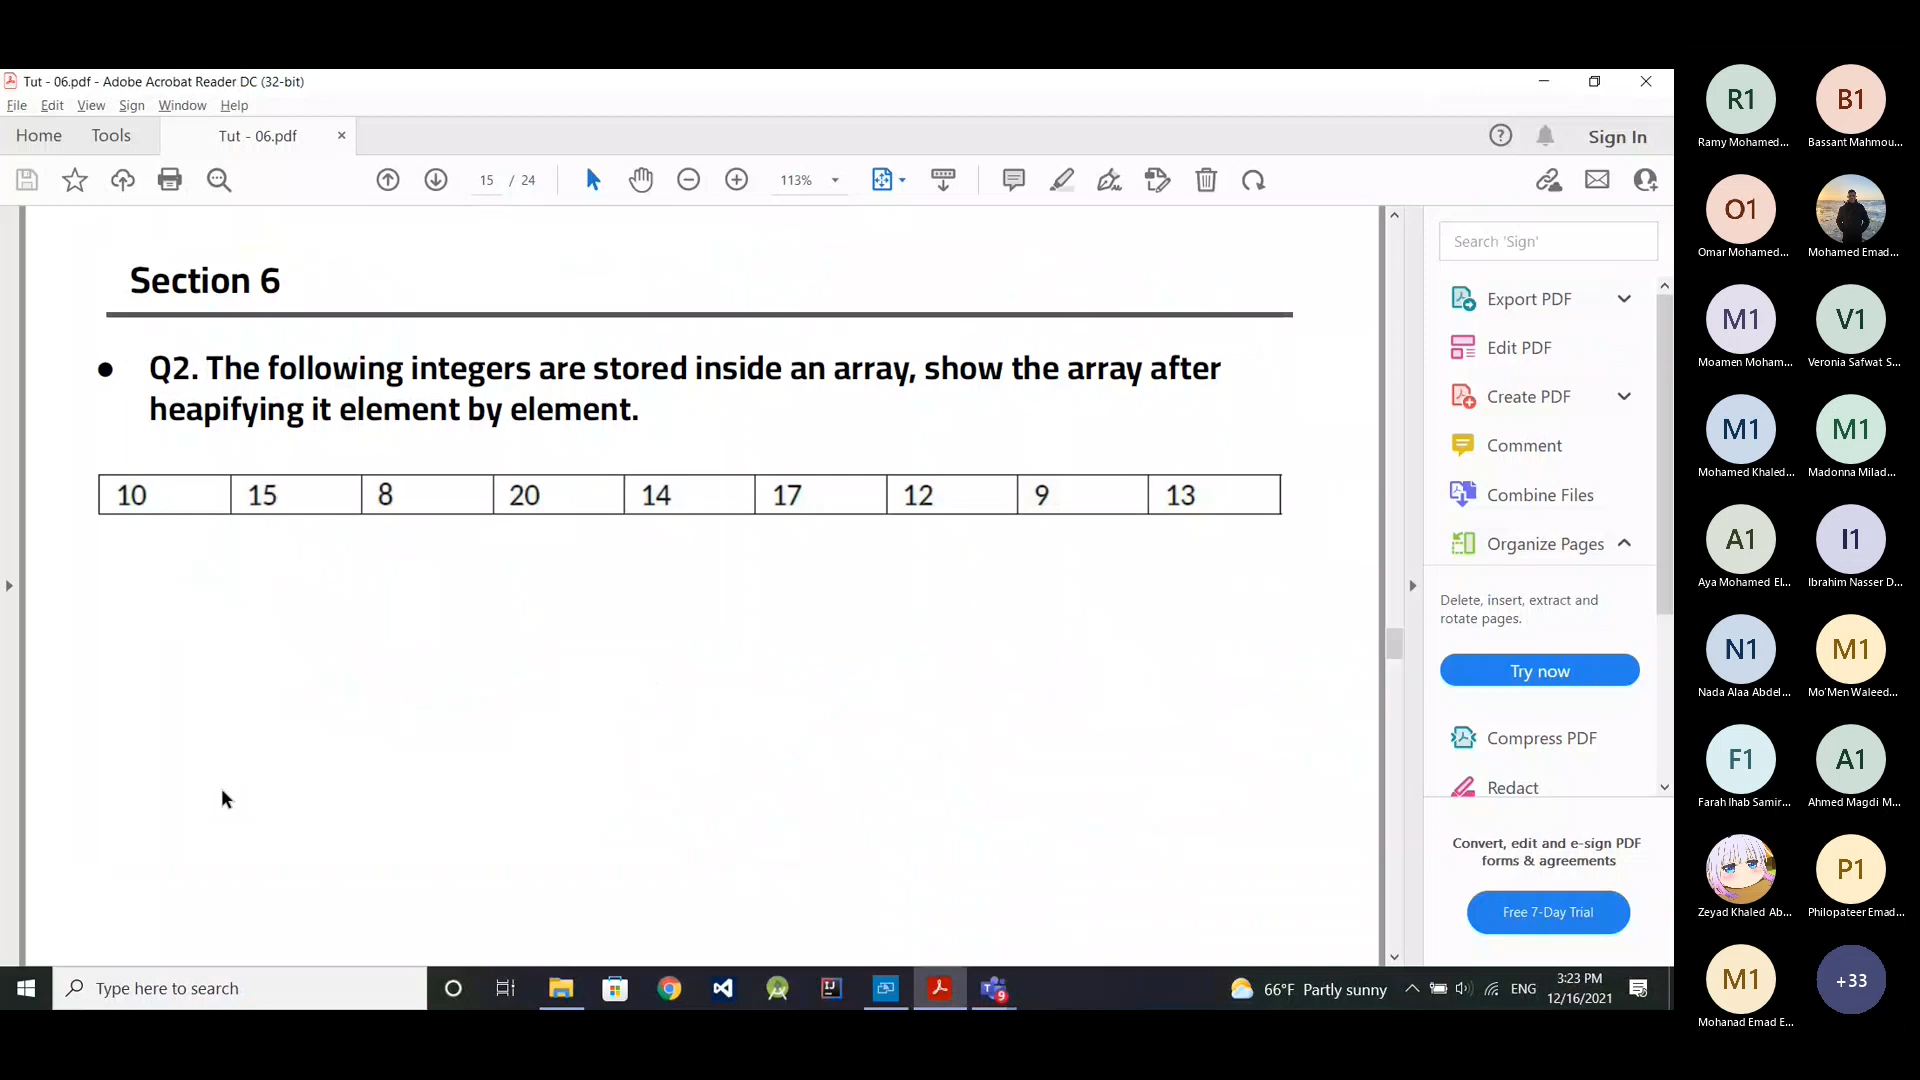 Tut - 06.pdf - Adobe Acrobat Reader DC (32-bit)
File Edit View Sign Window Help
Home Tools Tut - 06.pdf × Sign In
15 / 24 113%
Section 6
● Q2. The following integers are stored inside an array, show the array after
heapifying it element by element.
10 15 8 20 14 17 12 9 13
Search 'Sign'
Export PDF
Edit PDF
Create PDF
Comment
Combine Files
Organize Pages
Delete, insert, extract and
rotate pages.
Try now
Compress PDF
Redact
Convert, edit and e-sign PDF
forms & agreements
Free 7-Day Trial
Type here to search
9
66°F Partly sunny
ENG
3:23 PM
12/16/2021
R1 B1
Ramy Mohamed... Bassant Mahmou...
O1
Omar Mohamed... Mohamed Emad...
M1 V1
Moamen Moham... Veronia Safwat S...
M1 M1
Mohamed Khaled... Madonna Milad...
A1 I1
Aya Mohamed El... Ibrahim Nasser D...
N1 M1
Nada Alaa Abdel... Mo'Men Waleed...
F1 A1
Farah Ihab Samir... Ahmed Magdi M...
P1
Zeyad Khaled Ab... Philopateer Emad...
M1 +33
Mohanad Emad E...